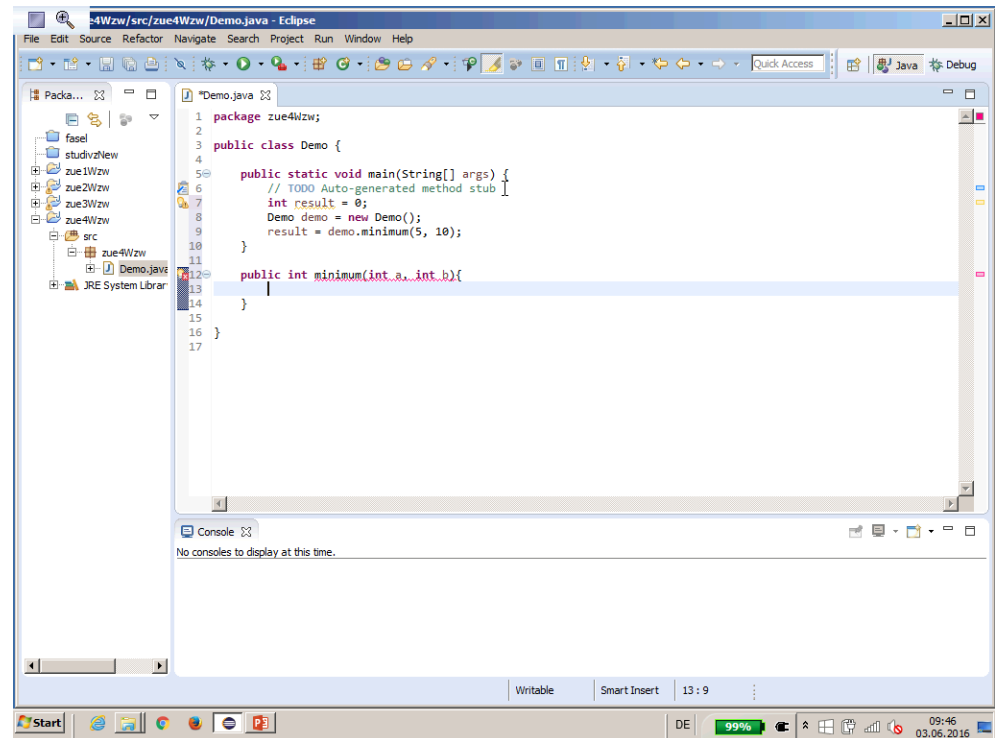 e4Wzw/src/zue4Wzw/Demo.java - Eclipse
File Edit Source Refactor Navigate Search Project Run Window Help
Quick Access
Java
Debug
Packa...
fasel
studivzNew
zue1Wzw
zue2Wzw
zue3Wzw
zue4Wzw
src
zue4Wzw
Demo.java
JRE System Librar
*Demo.java
1 package zue4Wzw;
2
3 public class Demo {
4
5 public static void main(String[] args) {
6 // TODO Auto-generated method stub
7 int result = 0;
8 Demo demo = new Demo();
9 result = demo.minimum(5, 10);
10 }
11
12 public int minimum(int a, int b){
13
14 }
15
16 }
17
Console
No consoles to display at this time.
Writable
Smart Insert
13 : 9
Start
DE
99%
09:46
03.06.2016